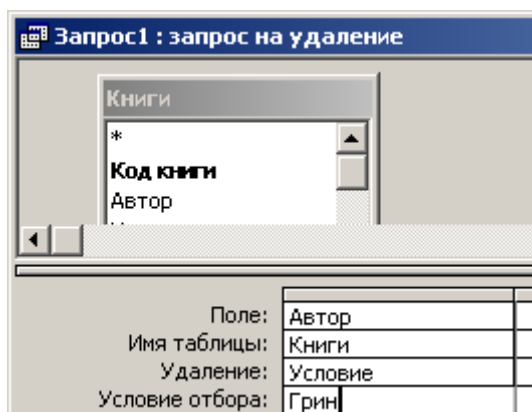 Запрос1 : запрос на удаление
Книги
*
Код книги
Автор
Поле: Автор
Имя таблицы: Книги
Удаление: Условие
Условие отбора: Грин